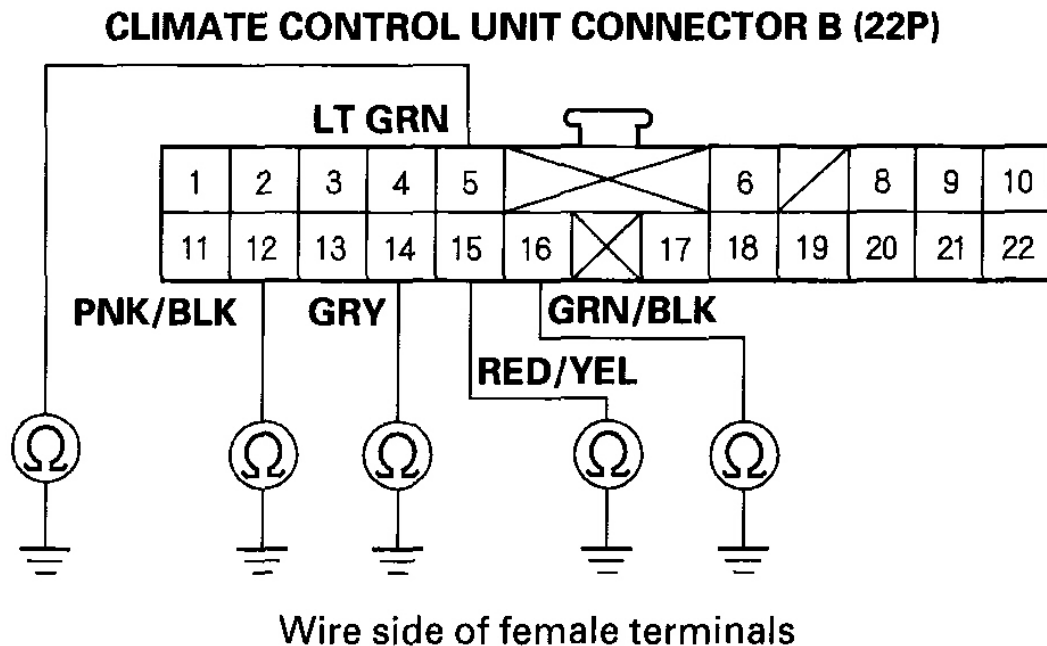 CLIMATE CONTROL UNIT CONNECTOR B (22P)
LT GRN
1 2 3 4 5 6 8 9 10
11 12 13 14 15 16 17 18 19 20 21 22
PNK/BLK GRY GRN/BLK
RED/YEL
Ω Ω Ω Ω Ω
Wire side of female terminals